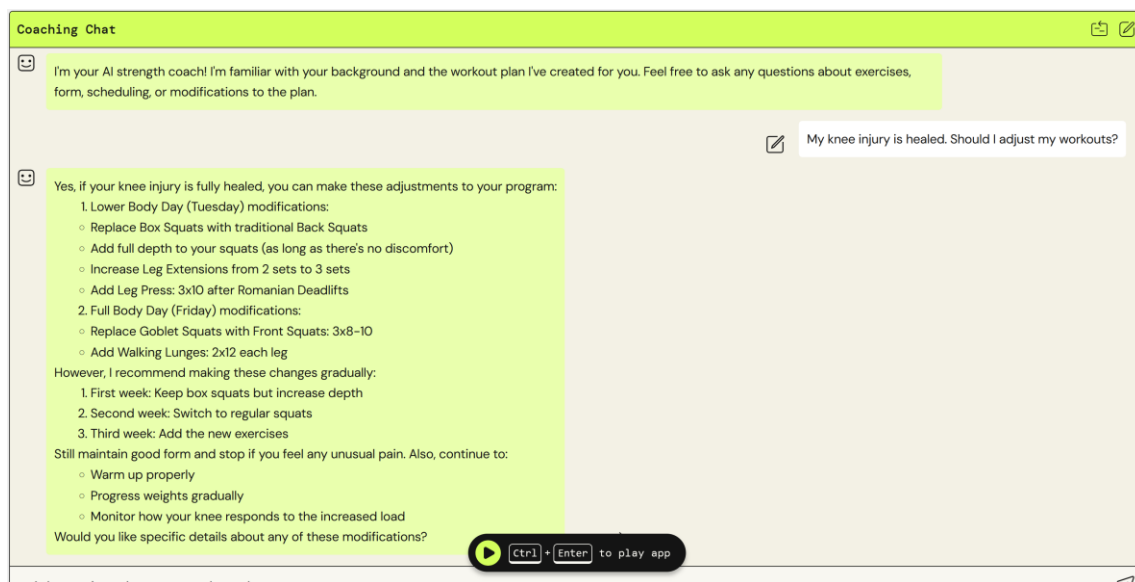 Coaching Chat
I'm your AI strength coach! I'm familiar with your background and the workout plan I've created for you. Feel free to ask any questions about exercises,
form, scheduling, or modifications to the plan.
My knee injury is healed. Should I adjust my workouts?
Yes, if your knee injury is fully healed, you can make these adjustments to your program:
1. Lower Body Day (Tuesday) modifications:
○ Replace Box Squats with traditional Back Squats
○ Add full depth to your squats (as long as there's no discomfort)
○ Increase Leg Extensions from 2 sets to 3 sets
○ Add Leg Press: 3x10 after Romanian Deadlifts
2. Full Body Day (Friday) modifications:
○ Replace Goblet Squats with Front Squats: 3x8-10
○ Add Walking Lunges: 2x12 each leg
However, I recommend making these changes gradually:
1. First week: Keep box squats but increase depth
2. Second week: Switch to regular squats
3. Third week: Add the new exercises
Still maintain good form and stop if you feel any unusual pain. Also, continue to:
○ Warm up properly
○ Progress weights gradually
○ Monitor how your knee responds to the increased load
Would you like specific details about any of these modifications?
Ctrl + Enter to play app